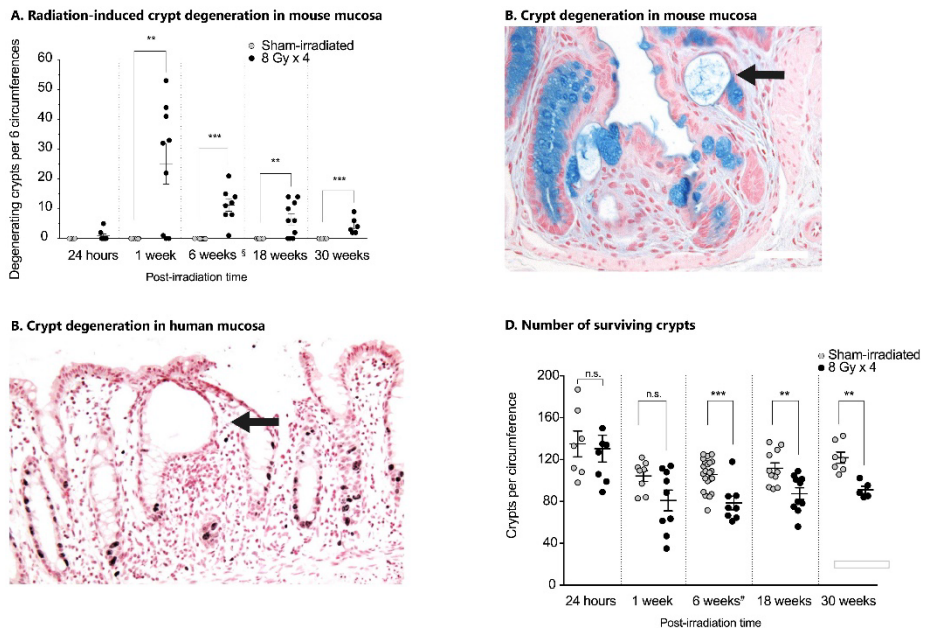 A. Radiation-induced crypt degeneration in mouse mucosa
Sham-irradiated
8 Gy x 4
Degenerating crypts per 6 circumferences
60
50
40
30
20
10
0
**
***
**
***
24 hours
1 week
6 weeks §
18 weeks
30 weeks
Post-irradiation time
B. Crypt degeneration in mouse mucosa
B. Crypt degeneration in human mucosa
D. Number of surviving crypts
Sham-irradiated
8 Gy x 4
Crypts per circumference
200
160
120
80
40
0
n.s.
n.s.
***
**
**
24 hours
1 week
6 weeks#
18 weeks
30 weeks
Post-irradiation time